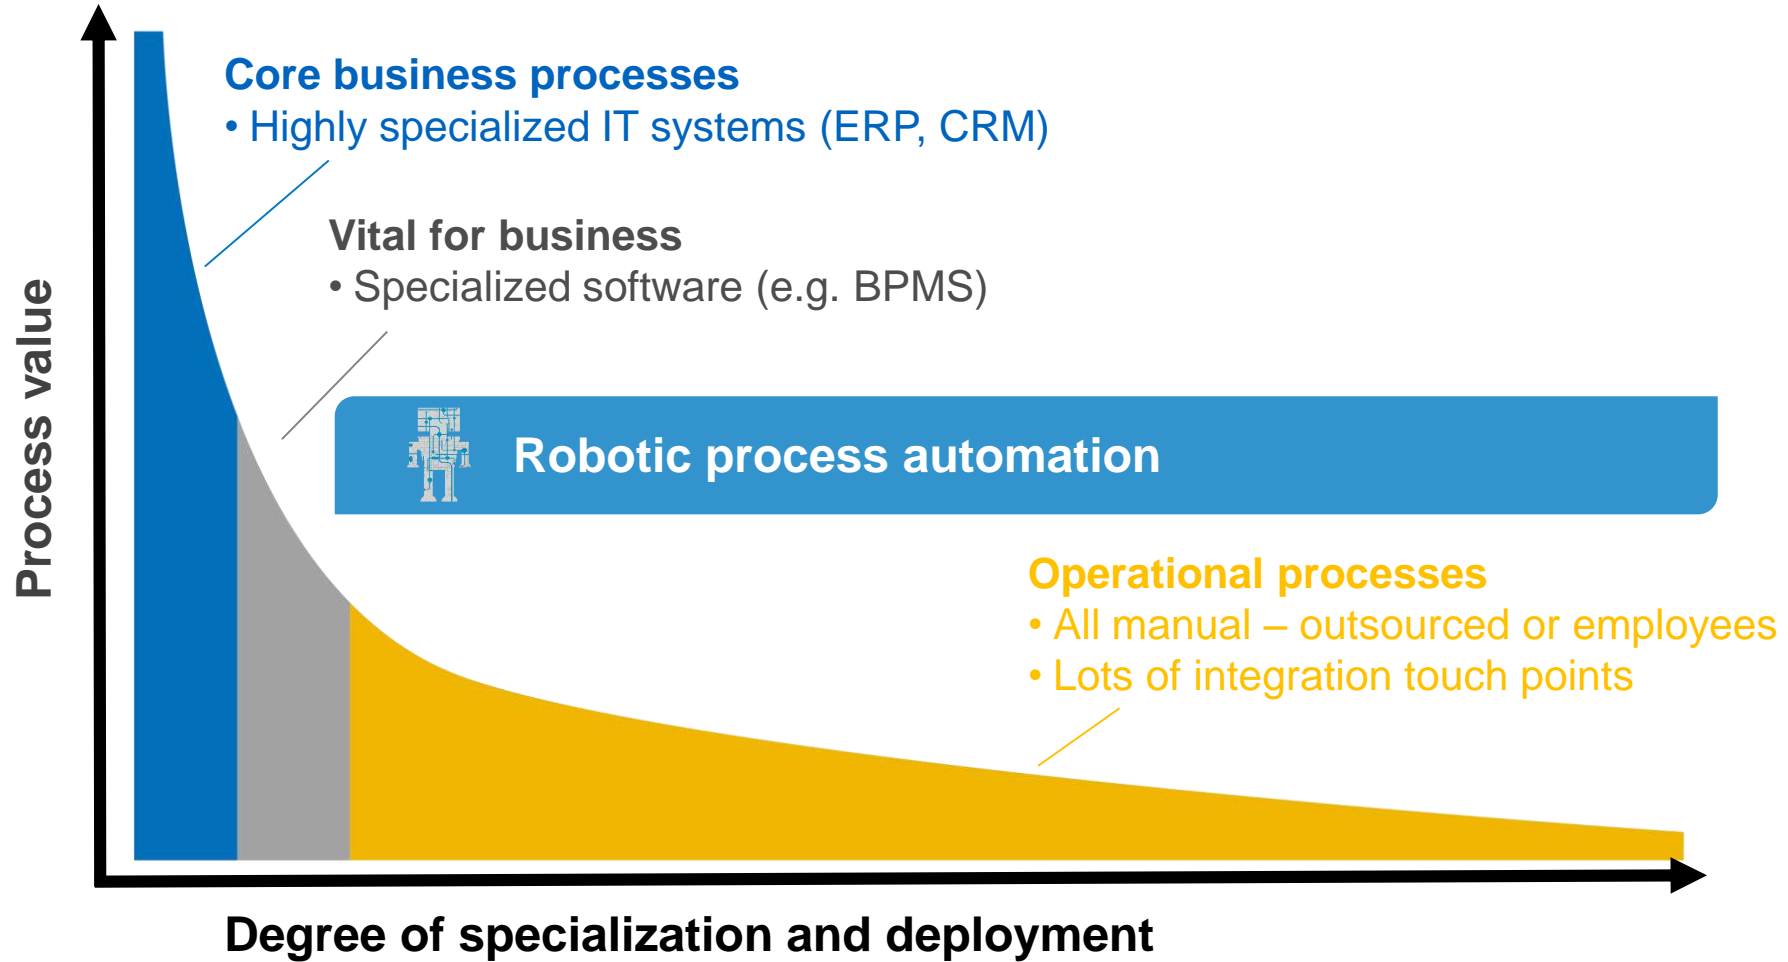 Core business processes
• Highly specialized IT systems (ERP, CRM)
Vital for business
• Specialized software (e.g. BPMS)
Process value
Robotic process automation
Operational processes
• All manual – outsourced or employees
• Lots of integration touch points
Degree of specialization and deployment